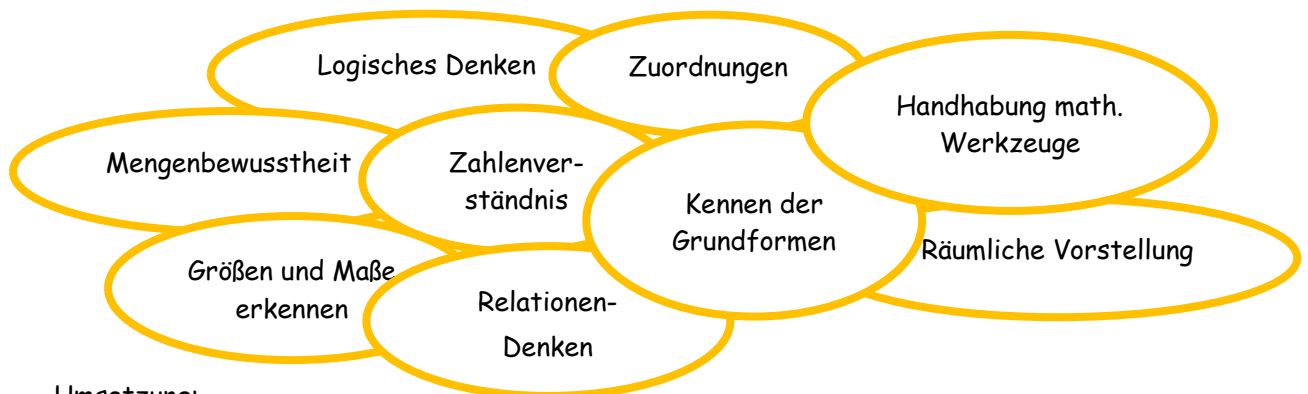 Logisches Denken
Zuordnungen
Handhabung math.
Werkzeuge
Mengenbewusstheit
Zahlenver-
ständnis
Kennen der
Grundformen
Räumliche Vorstellung
Größen und Maße
erkennen
Relationen-
Denken